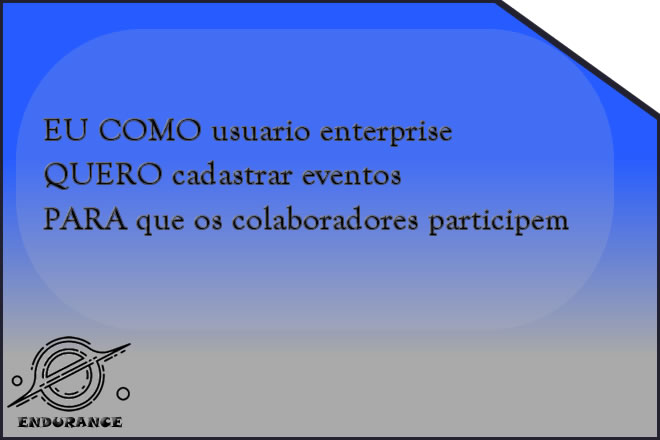 EU COMO usuario enterprise
QUERO cadastrar eventos
PARA que os colaboradores participem
ENDURANCE